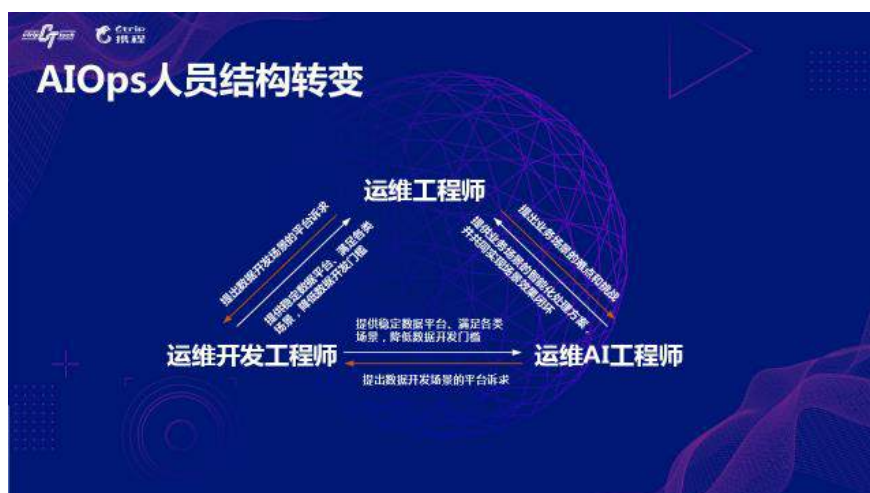 Ctrip tech
Ctrip
携程
AIOps人员结构转变
运维工程师
提出数据开发场景的平台诉求
提供稳定数据平台、满足各类
场景，降低数据开发门槛
提出业务场景的难点和挑战
提供业务场景的智能化处理方案，
并共同实现场景效果闭环
提供稳定数据平台、满足各类
场景，降低数据开发门槛
运维开发工程师
运维AI工程师
提出数据开发场景的平台诉求